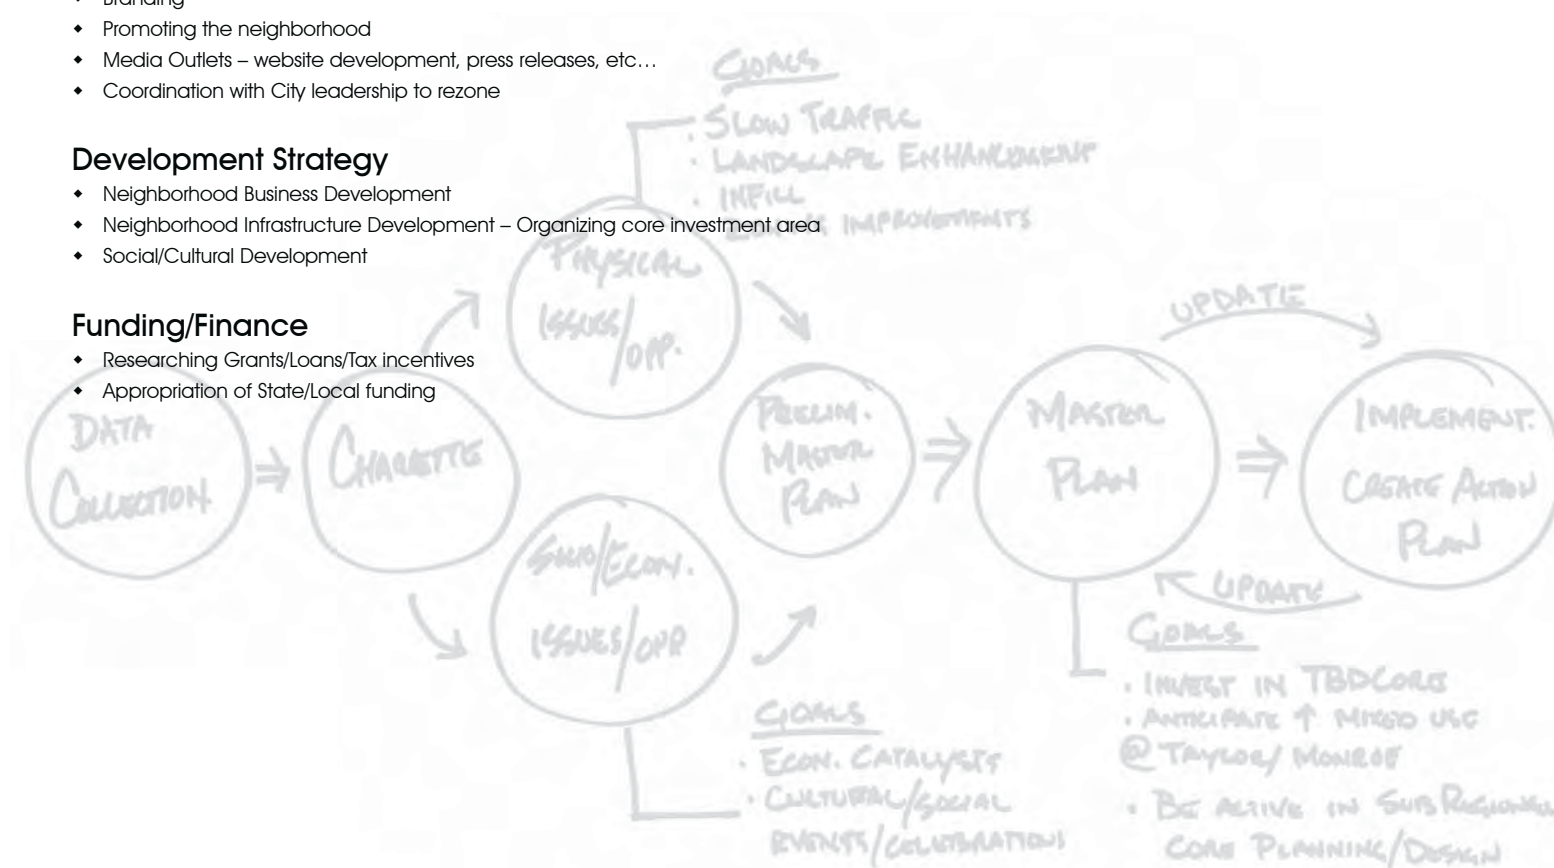 Branding
◆ Promoting the neighborhood
◆ Media Outlets – website development, press releases, etc…
◆ Coordination with City leadership to rezone
Development Strategy
◆ Neighborhood Business Development
◆ Neighborhood Infrastructure Development – Organizing core investment area
◆ Social/Cultural Development
Funding/Finance
◆ Researching Grants/Loans/Tax incentives
◆ Appropriation of State/Local funding
GOALS
· SLOW TRAFFIC
· LANDSCAPE ENHANCEMENT
· INFILL
IMPROVEMENTS
PHYSICAL
ISSUES/
OPP.
DATA
COLLECTION
CHARETTE
SOCIO/ECON.
ISSUES/OPP
PRELIM.
MASTER
PLAN
MASTER
PLAN
UPDATE
IMPLEMENT.
CREATE ACTION
PLAN
UPDATE
GOALS
· ECON. CATALYSTS
· CULTURAL/SOCIAL
EVENTS/CELEBRATIONS
GOALS
· INVEST IN TBDCORE
· ANTICIPATE ↑ MIXED USE
@ TAYLOR/MONROE
· BE ACTIVE IN SUB REGIONAL
CORE PLANNING/DESIGN